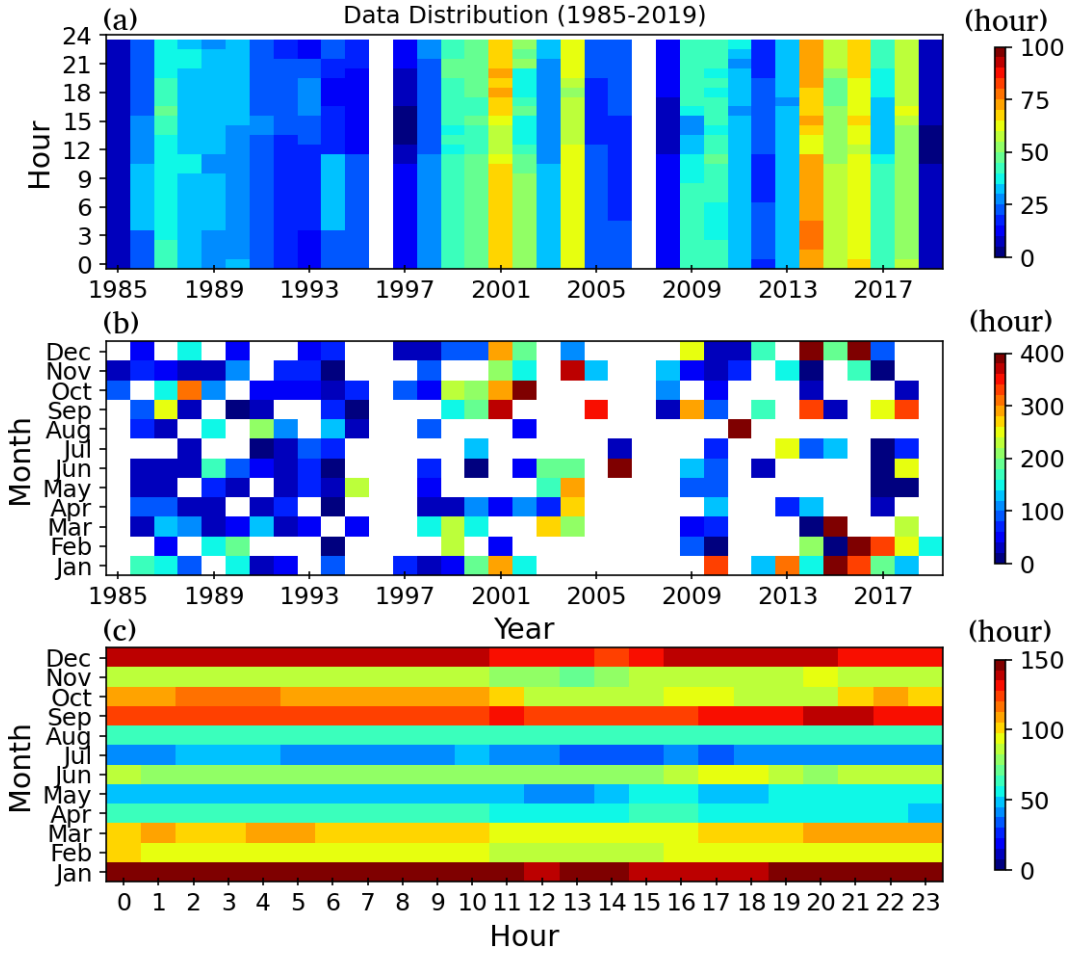 (a) Data Distribution (1985-2019) (hour)
24
21
18
15
12
9
6
3
0
Hour
1985 1989 1993 1997 2001 2005 2009 2013 2017
100
75
50
25
0
(b) (hour)
Dec
Nov
Oct
Sep
Aug
Jul
Jun
May
Apr
Mar
Feb
Jan
Month
1985 1989 1993 1997 2001 2005 2009 2013 2017
Year
400
300
200
100
0
(c) (hour)
Dec
Nov
Oct
Sep
Aug
Jul
Jun
May
Apr
Mar
Feb
Jan
Month
0 1 2 3 4 5 6 7 8 9 10 11 12 13 14 15 16 17 18 19 20 21 22 23
Hour
150
100
50
0